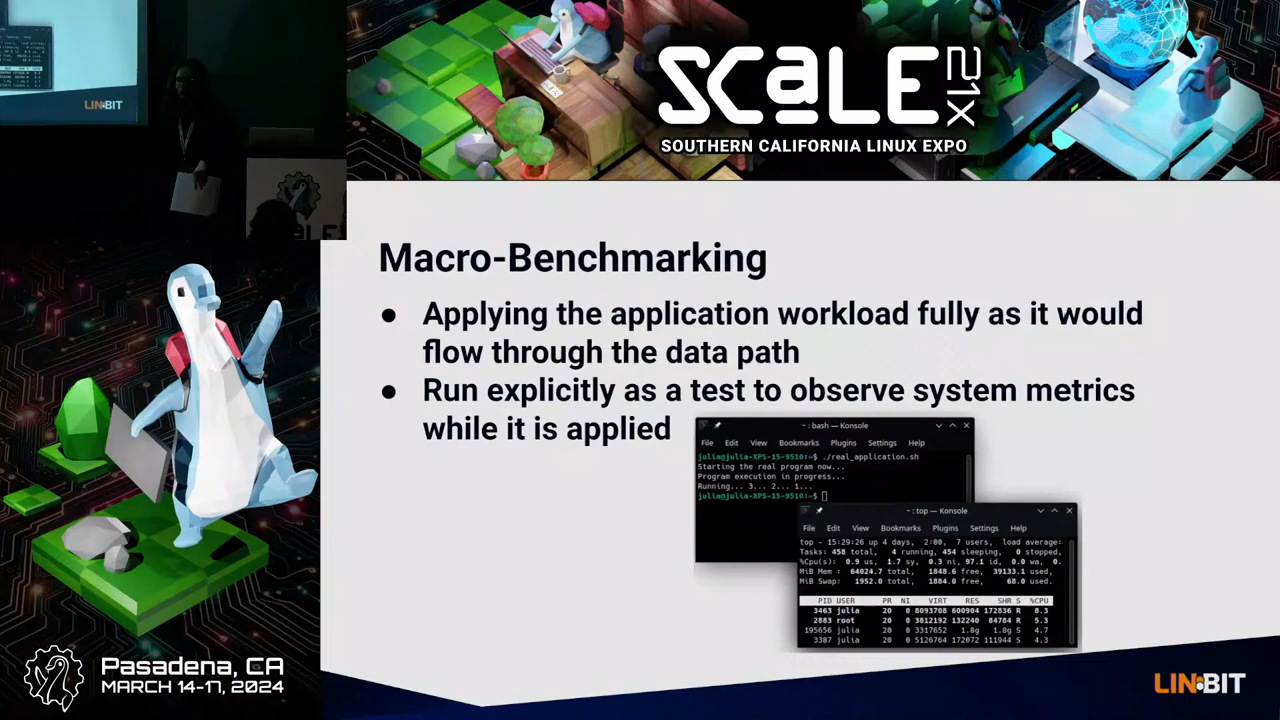 LINBIT
SCALE 21X
SOUTHERN CALIFORNIA LINUX EXPO
Macro-Benchmarking
● Applying the application workload fully as it would
flow through the data path
● Run explicitly as a test to observe system metrics
while it is applied
~ : bash — Konsole
File Edit View Bookmarks Plugins Settings Help
julia@julia-XPS-15-9510:~$ ./real_application.sh
Starting the real program now...
Program execution in progress...
Running... 3... 2... 1...
julia@julia-XPS-15-9510:~$
~ : top — Konsole
File Edit View Bookmarks Plugins Settings Help
top - 15:29:26 up 4 days, 2:00, 7 users, load average:
Tasks: 458 total, 4 running, 454 sleeping, 0 stopped,
%Cpu(s): 0.9 us, 1.7 sy, 0.3 ni, 97.1 id, 0.0 wa, 0.
MiB Mem : 64024.7 total, 1848.6 free, 39133.1 used,
MiB Swap: 1952.0 total, 1884.0 free, 68.0 used.
PID USER PR NI VIRT RES SHR S %CPU
3463 julia 20 0 8093708 600904 172836 R 8.3
2883 root 20 0 3812192 132240 84784 R 5.3
195656 julia 20 0 3317652 1.8g 1.8g S 4.7
3387 julia 20 0 5126764 172072 111944 S 4.3
Pasadena, CA
MARCH 14-17, 2024
LINBIT